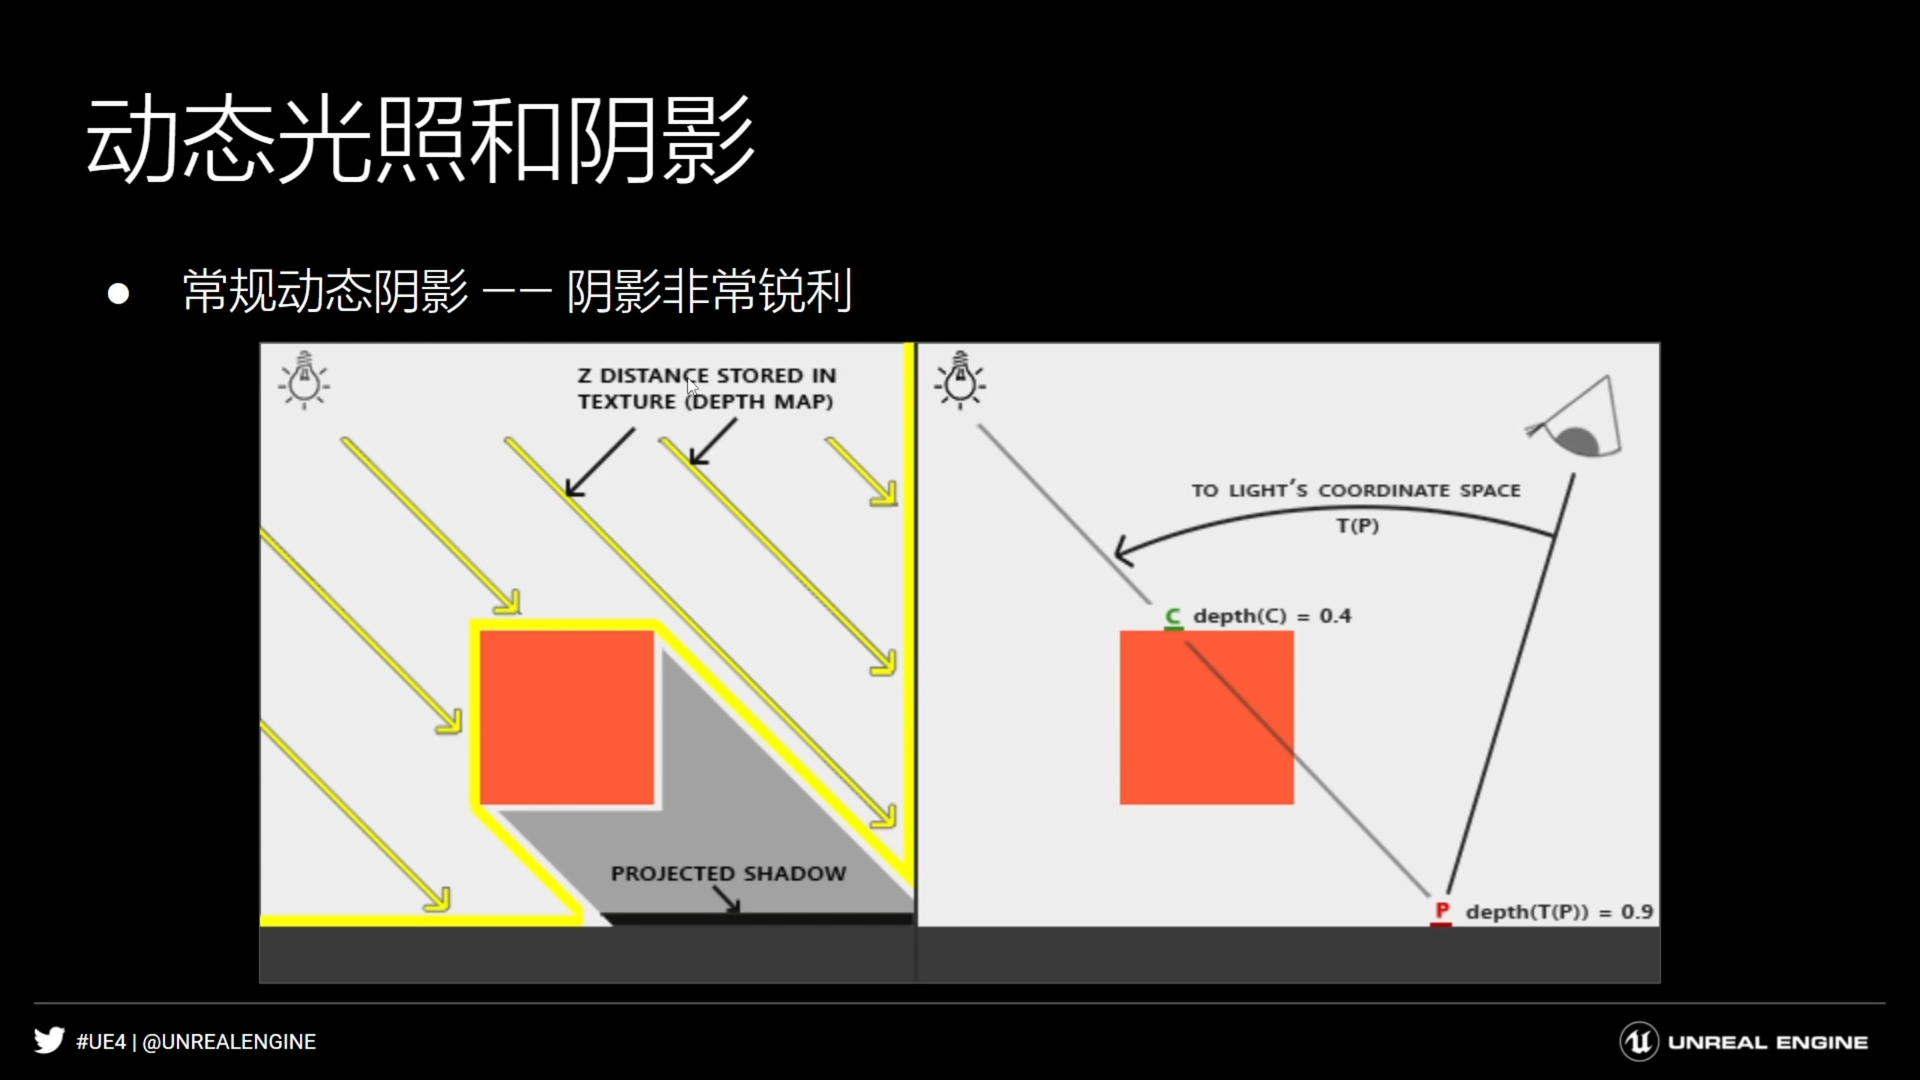 动态光照和阴影
● 常规动态阴影 —— 阴影非常锐利
Z DISTANCE STORED IN
TEXTURE (DEPTH MAP)
PROJECTED SHADOW
TO LIGHT'S COORDINATE SPACE
T(P)
C depth(C) = 0.4
P depth(T(P)) = 0.9
#UE4 | @UNREALENGINE
UNREAL ENGINE